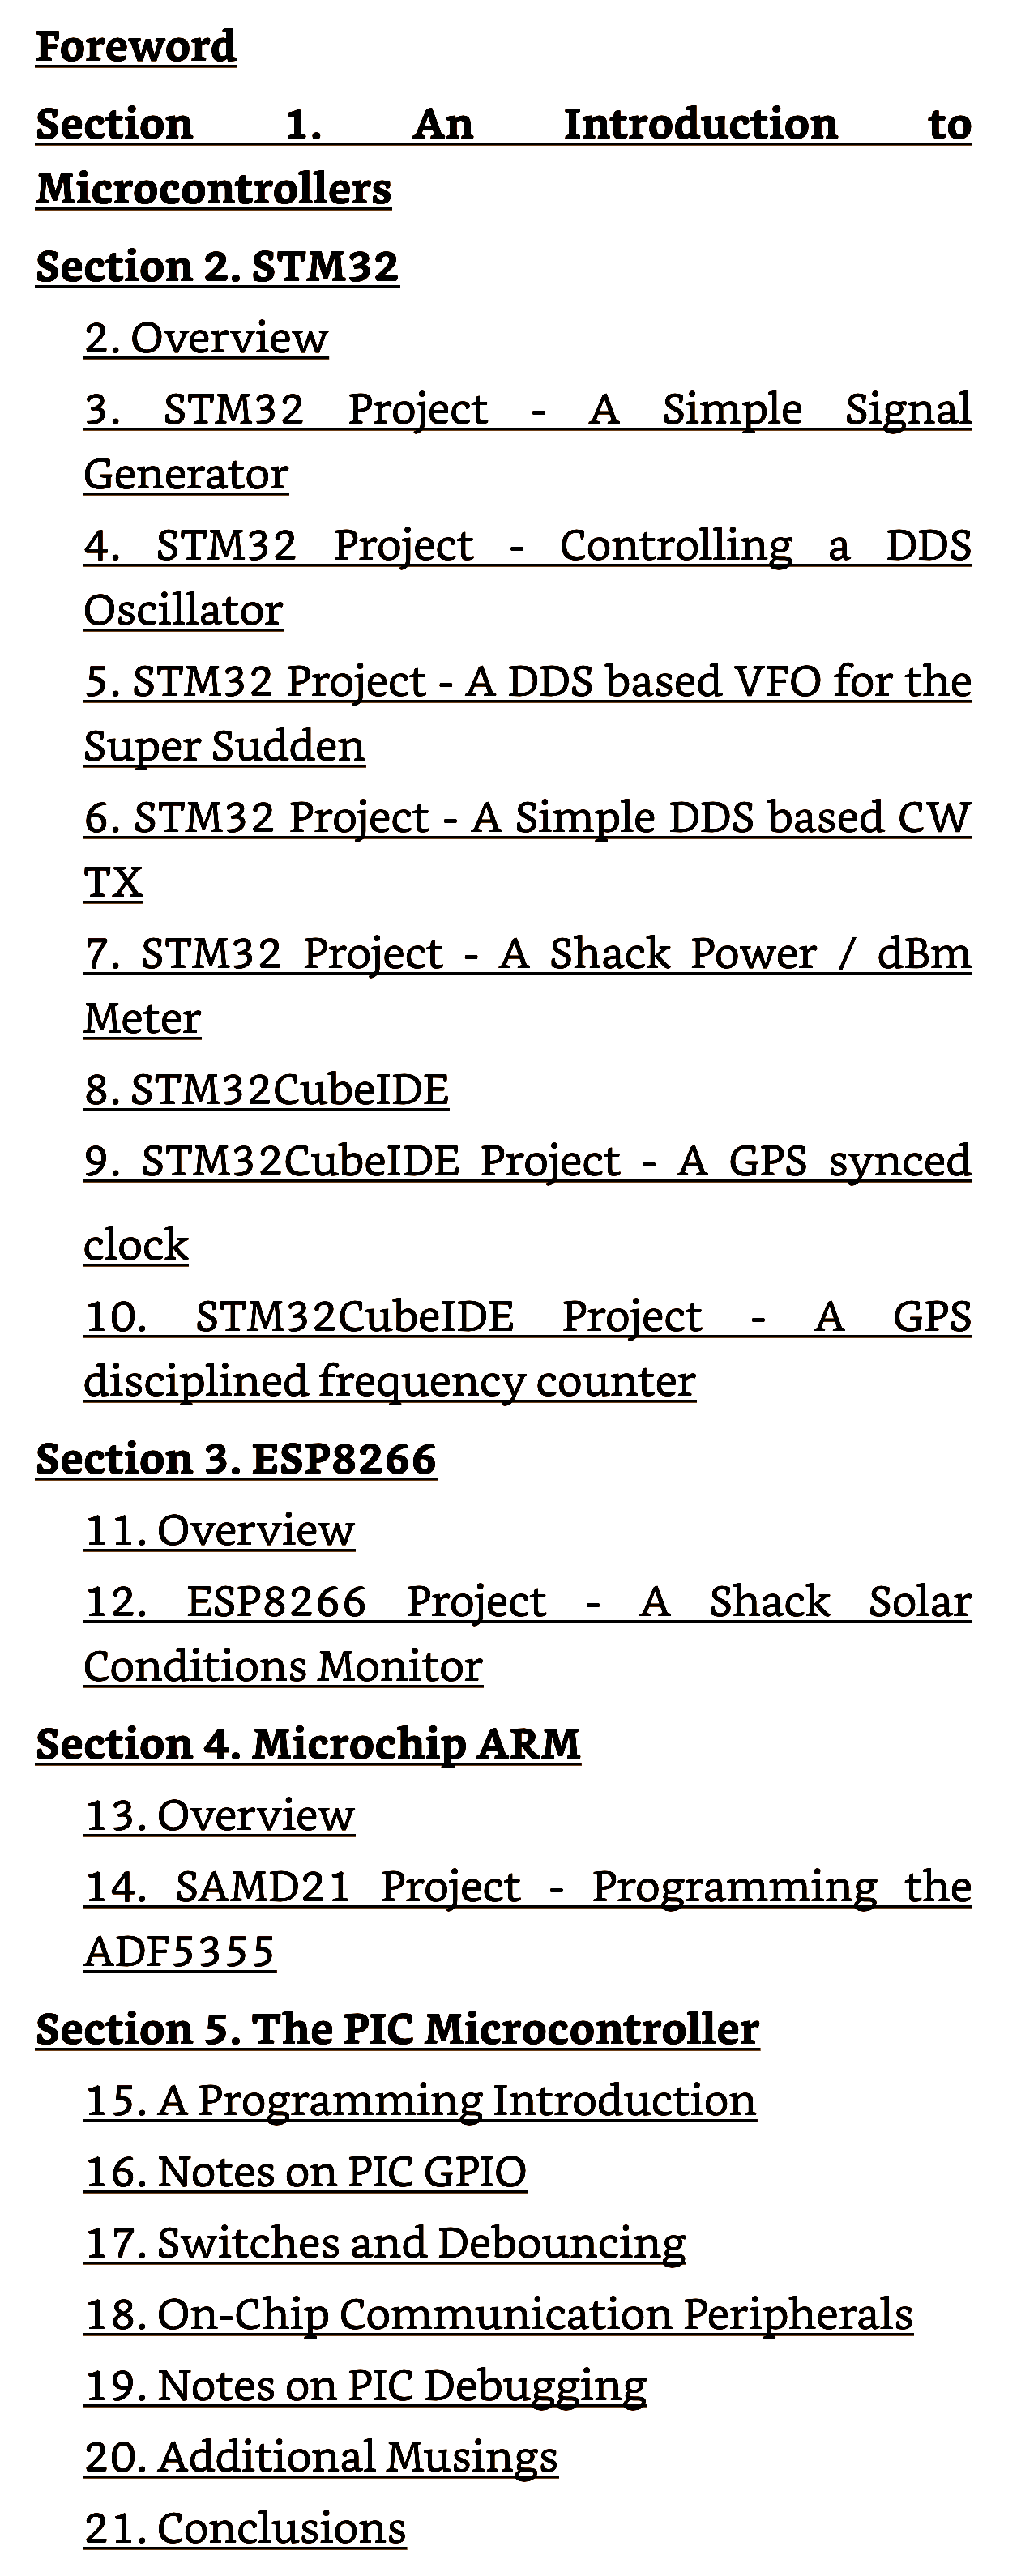 Foreword
Section 1. An Introduction to
Microcontrollers
Section 2. STM32
2. Overview
3. STM32 Project - A Simple Signal
Generator
4. STM32 Project - Controlling a DDS
Oscillator
5. STM32 Project - A DDS based VFO for the
Super Sudden
6. STM32 Project - A Simple DDS based CW
TX
7. STM32 Project - A Shack Power / dBm
Meter
8. STM32CubeIDE
9. STM32CubeIDE Project - A GPS synced
clock
10. STM32CubeIDE Project - A GPS
disciplined frequency counter
Section 3. ESP8266
11. Overview
12. ESP8266 Project - A Shack Solar
Conditions Monitor
Section 4. Microchip ARM
13. Overview
14. SAMD21 Project - Programming the
ADF5355
Section 5. The PIC Microcontroller
15. A Programming Introduction
16. Notes on PIC GPIO
17. Switches and Debouncing
18. On-Chip Communication Peripherals
19. Notes on PIC Debugging
20. Additional Musings
21. Conclusions